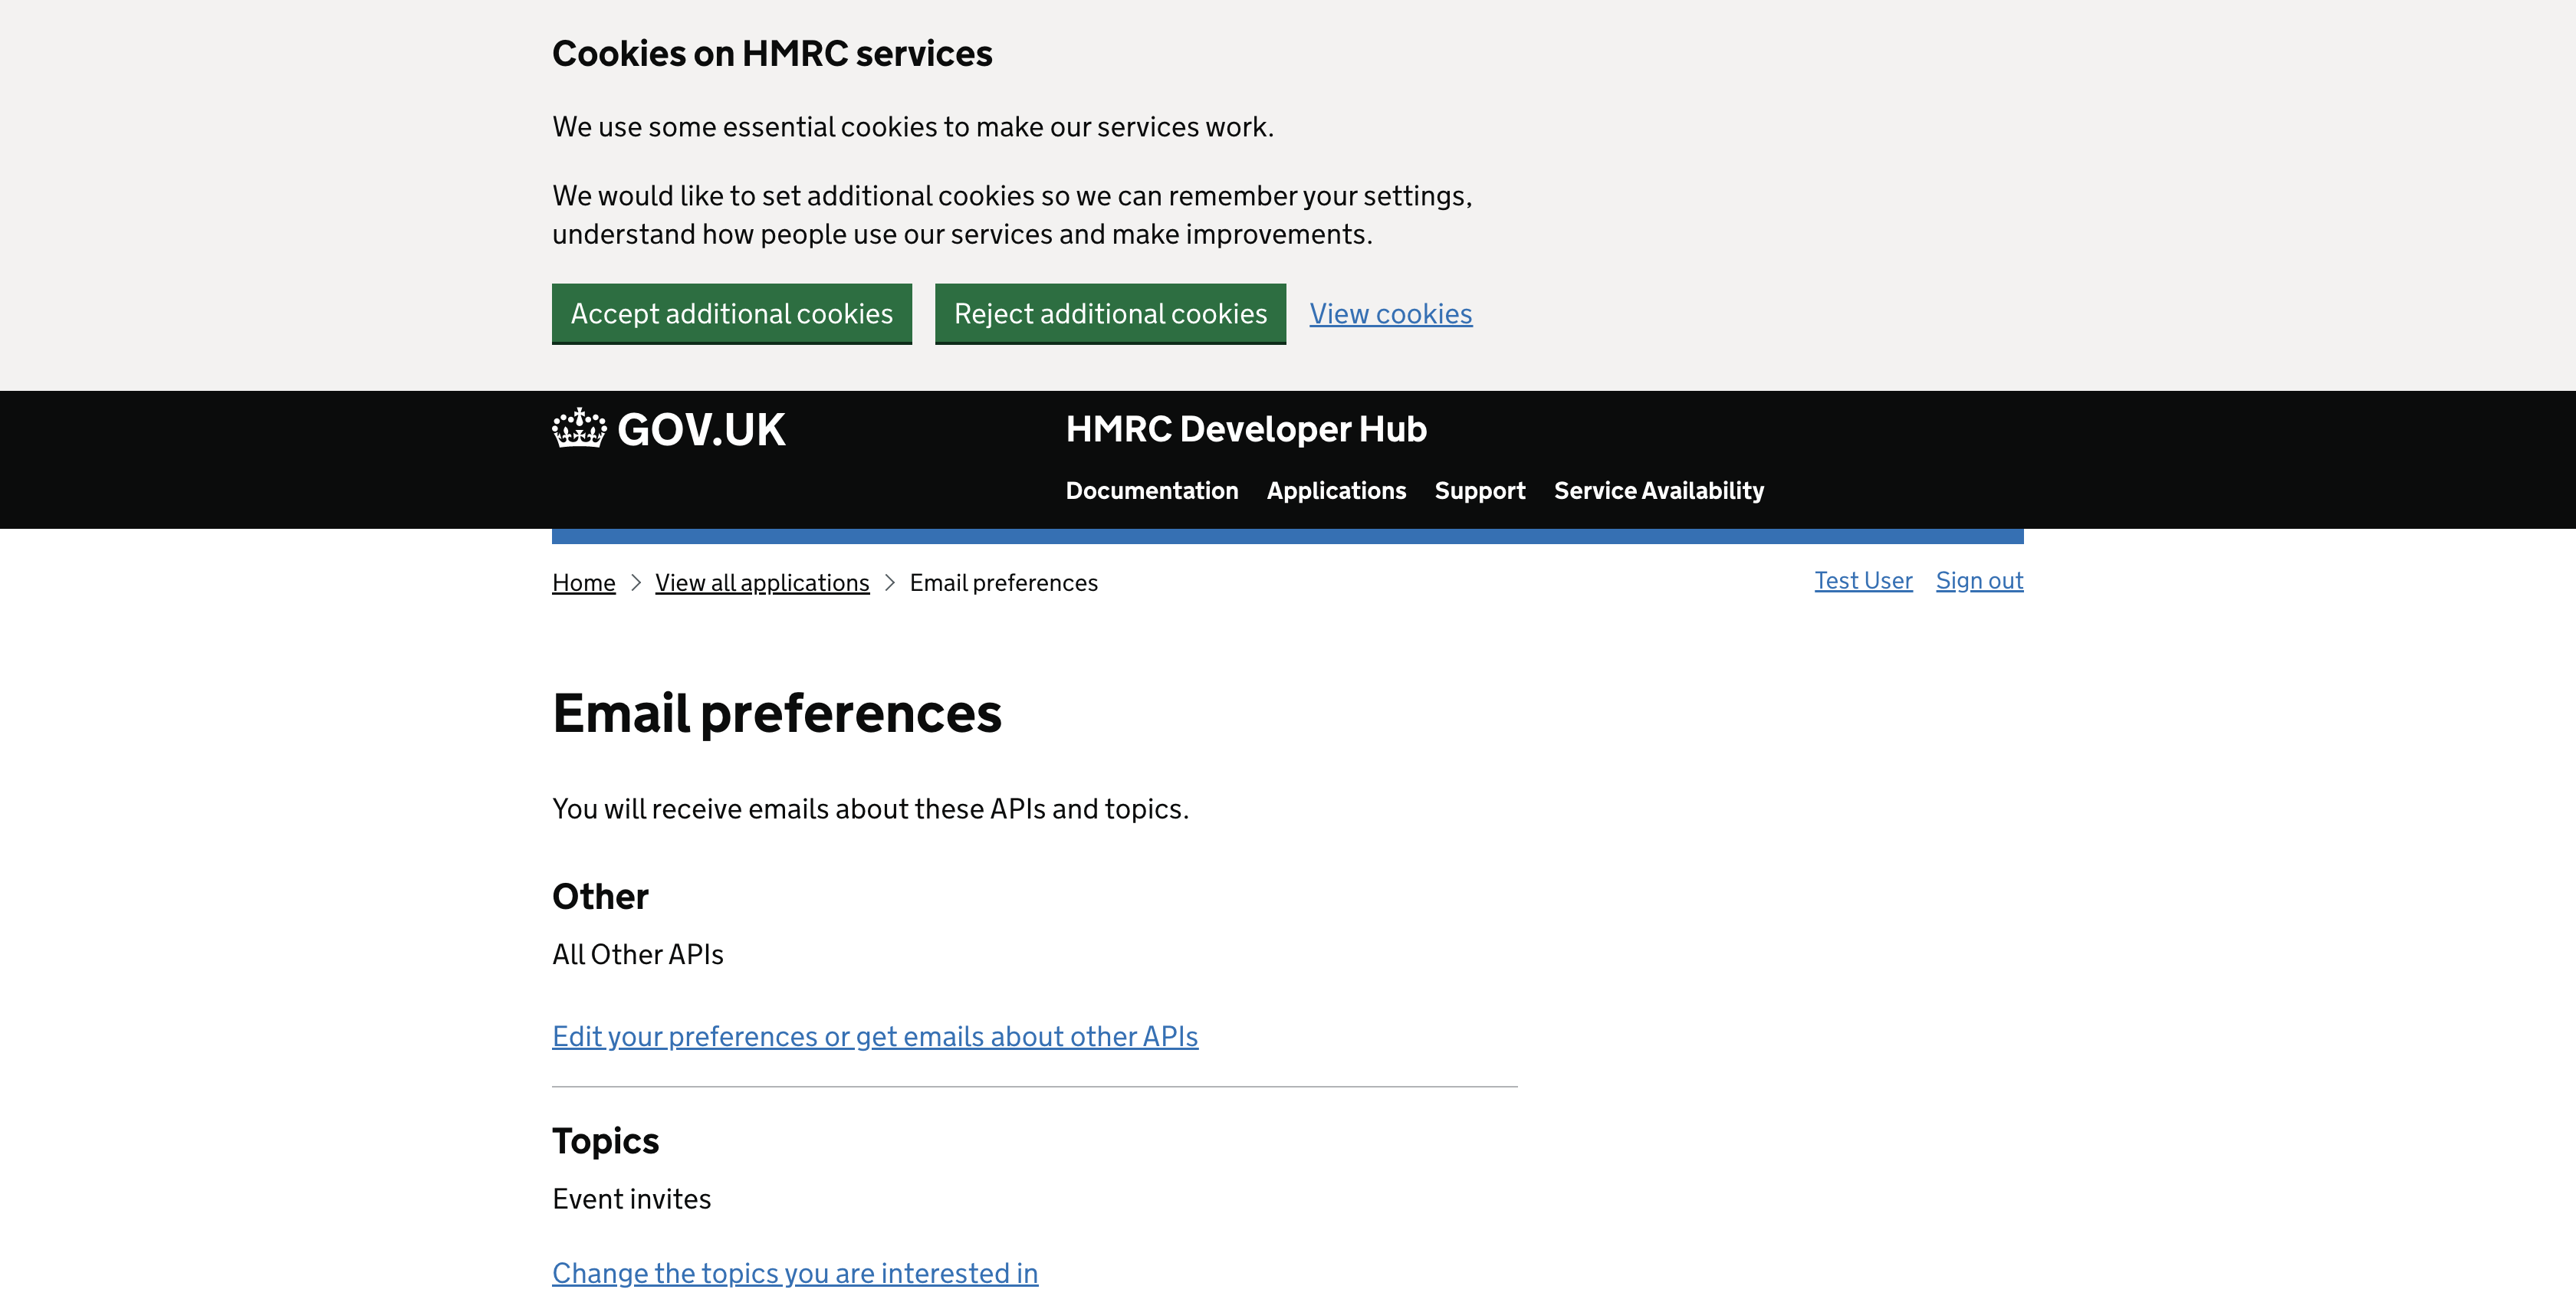 Cookies on HMRC services
We use some essential cookies to make our services work.
We would like to set additional cookies so we can remember your settings,
understand how people use our services and make improvements.
Accept additional cookies Reject additional cookies View cookies
GOV.UK HMRC Developer Hub
Documentation Applications Support Service Availability
Home View all applications Email preferences Test User Sign out
Email preferences
You will receive emails about these APIs and topics.
Other
All Other APIs
Edit your preferences or get emails about other APIs
Topics
Event invites
Change the topics you are interested in